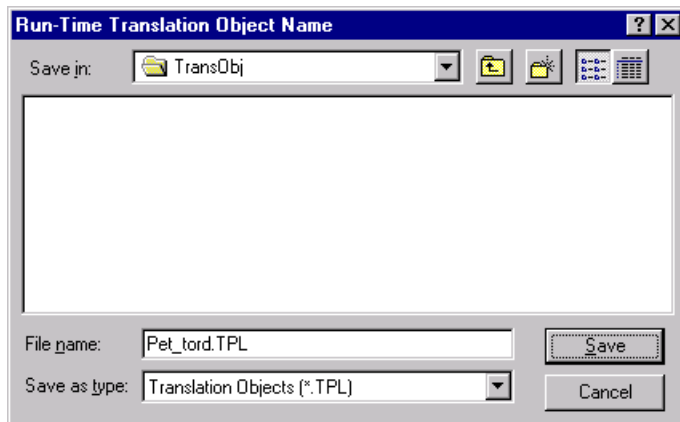 Run-Time Translation Object Name
Save in: TransObj
File name: Pet_tord.TPL Save
Save as type: Translation Objects (*.TPL) Cancel